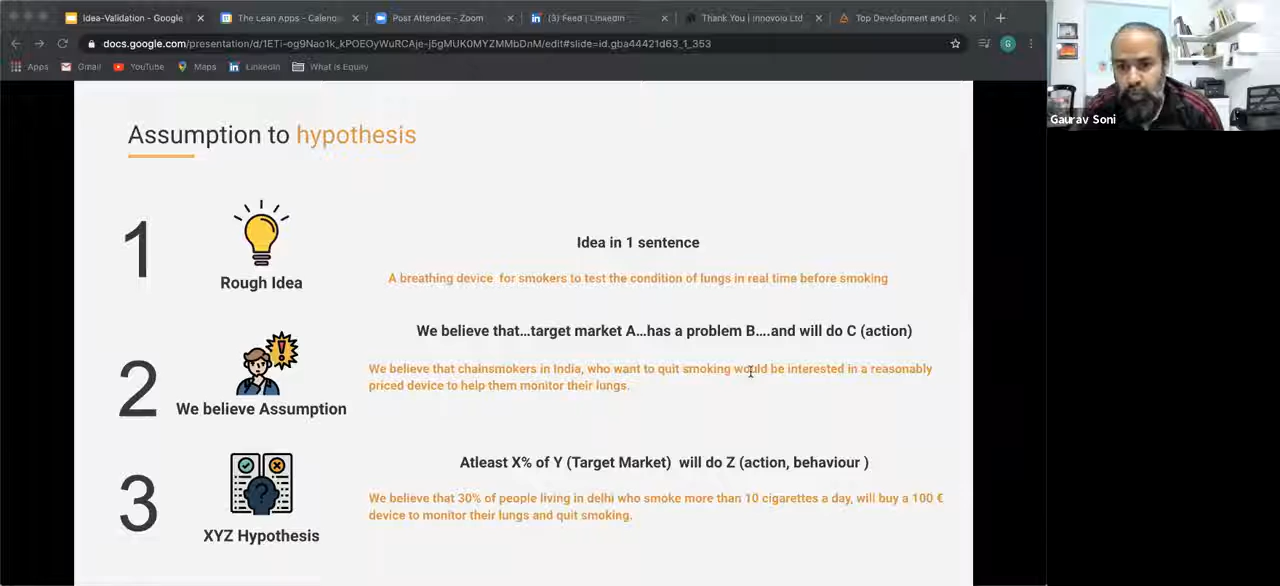 Idea-Validation - Google
The Lean Apps - Calend
Post Attendee - Zoom
(3) Feed | LinkedIn
Thank You | Innovolo Ltd
Top Development and De
docs.google.com/presentation/d/1ETi-og9Nao1k_kPOEOyWuRCAje-j5gMUK0MYZMMbDnM/edit#slide=id.gba44421d63_1_353
G
Apps
Gmail
YouTube
Maps
LinkedIn
What is Equity
Gaurav Soni
Assumption to hypothesis
1
Rough Idea
Idea in 1 sentence
A breathing device for smokers to test the condition of lungs in real time before smoking
2
We believe Assumption
We believe that...target market A...has a problem B....and will do C (action)
We believe that chainsmokers in India, who want to quit smoking would be interested in a reasonably
priced device to help them monitor their lungs.
3
XYZ Hypothesis
Atleast X% of Y (Target Market) will do Z (action, behaviour )
We believe that 30% of people living in delhi who smoke more than 10 cigarettes a day, will buy a 100 €
device to monitor their lungs and quit smoking.